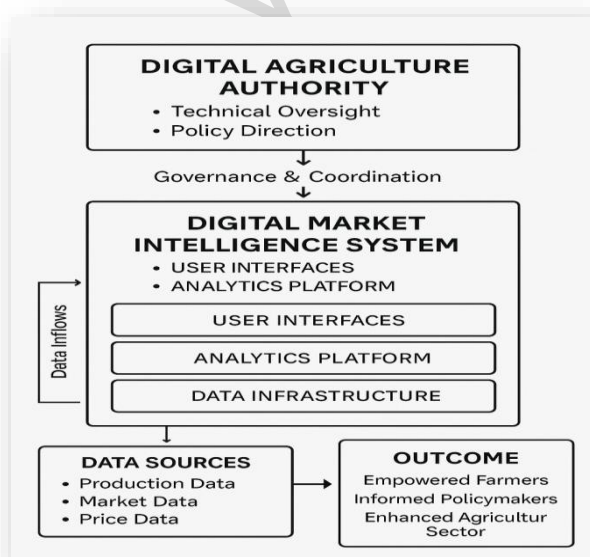 DIGITAL AGRICULTURE
AUTHORITY
• Technical Oversight
• Policy Direction
Governance & Coordination
DIGITAL MARKET
INTELLIGENCE SYSTEM
• USER INTERFACES
• ANALYTICS PLATFORM
USER INTERFACES
ANALYTICS PLATFORM
DATA INFRASTRUCTURE
Data Inflows
DATA SOURCES
• Production Data
• Market Data
• Price Data
OUTCOME
Empowered Farmers
Informed Policymakers
Enhanced Agricultur
Sector